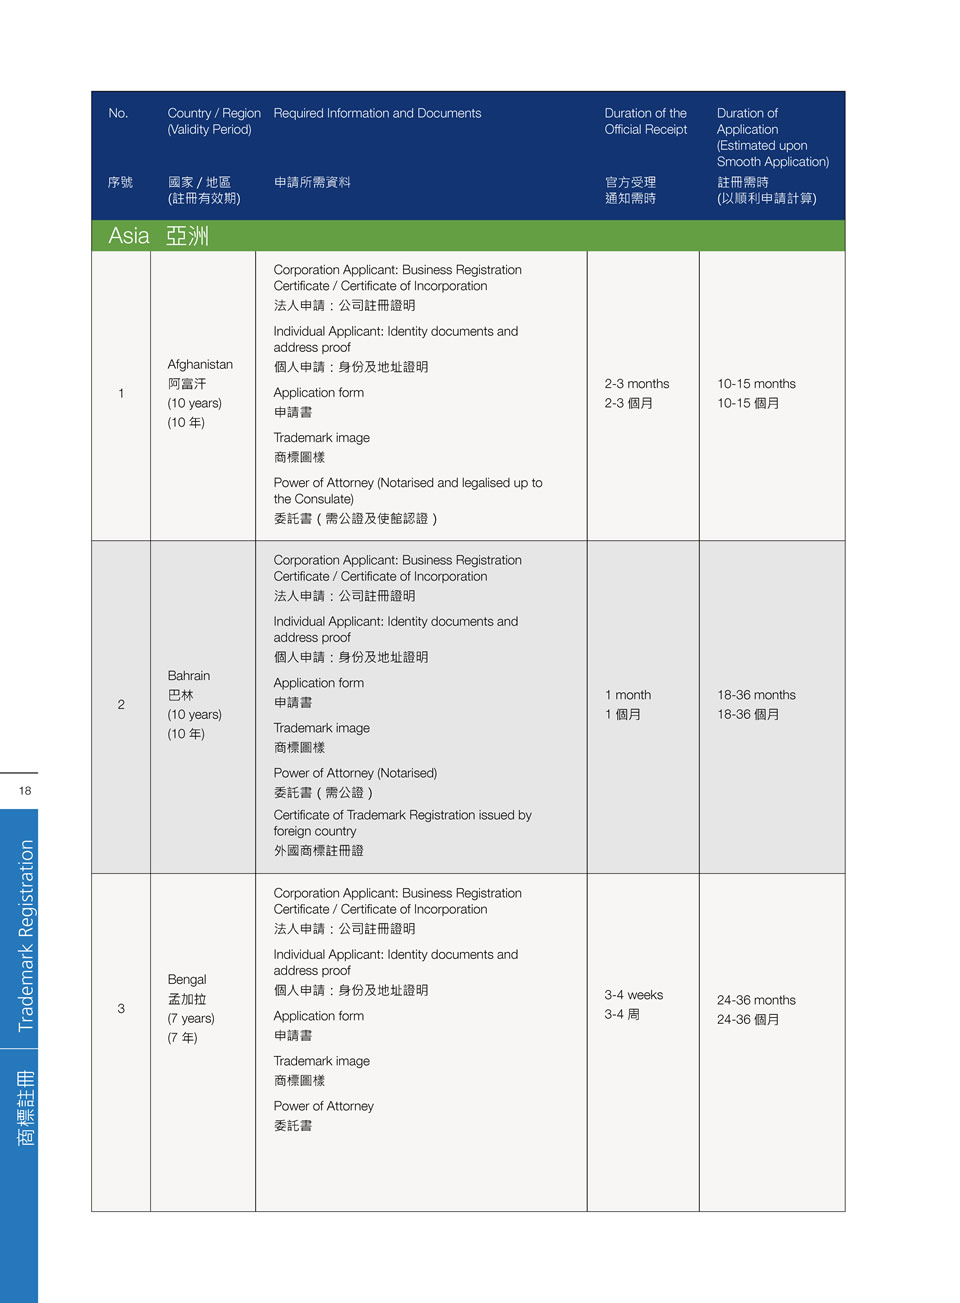 No.
Country / Region
(Validity Period)
Required Information and Documents
Duration of the
Official Receipt
Duration of
Application
(Estimated upon
Smooth Application)
序號
國家 / 地區
(註冊有效期)
申請所需資料
官方受理
通知需時
註冊需時
(以順利申請計算)
Asia 亞洲
1
Afghanistan
阿富汗
(10 years)
(10 年)
Corporation Applicant: Business Registration
Certificate / Certificate of Incorporation
法人申請：公司註冊證明
Individual Applicant: Identity documents and
address proof
個人申請：身份及地址證明
Application form
申請書
Trademark image
商標圖樣
Power of Attorney (Notarised and legalised up to
the Consulate)
委託書（需公證及使館認證）
2-3 months
2-3 個月
10-15 months
10-15 個月
2
Bahrain
巴林
(10 years)
(10 年)
Corporation Applicant: Business Registration
Certificate / Certificate of Incorporation
法人申請：公司註冊證明
Individual Applicant: Identity documents and
address proof
個人申請：身份及地址證明
Application form
申請書
Trademark image
商標圖樣
Power of Attorney (Notarised)
委託書（需公證）
Certificate of Trademark Registration issued by
foreign country
外國商標註冊證
1 month
1 個月
18-36 months
18-36 個月
3
Bengal
孟加拉
(7 years)
(7 年)
Corporation Applicant: Business Registration
Certificate / Certificate of Incorporation
法人申請：公司註冊證明
Individual Applicant: Identity documents and
address proof
個人申請：身份及地址證明
Application form
申請書
Trademark image
商標圖樣
Power of Attorney
委託書
3-4 weeks
3-4 周
24-36 months
24-36 個月
18
Trademark Registration
商標註冊